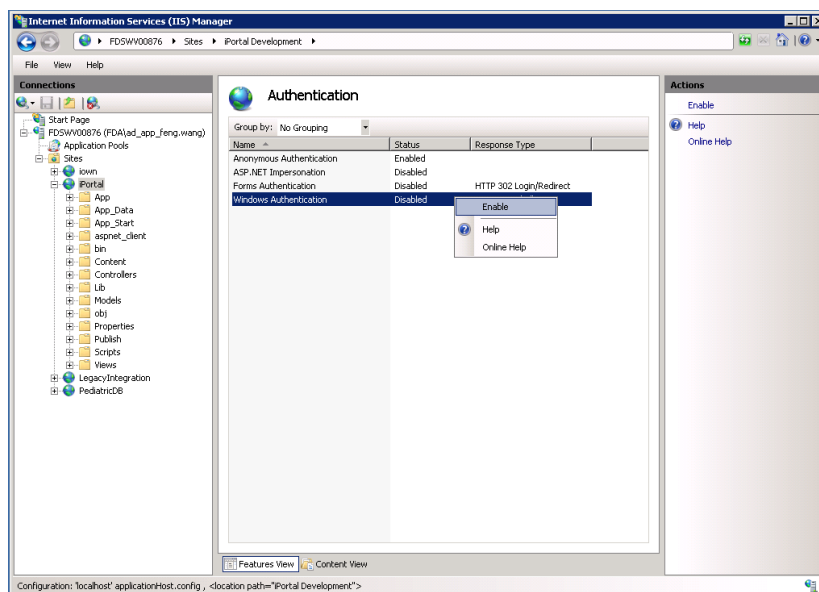 Internet Information Services (IIS) Manager
FDSWV00876 Sites iPortal Development
File View Help
Connections
Start Page
FDSWV00876 (FDA\ad_app_feng.wang)
Application Pools
Sites
iown
iPortal
App
App_Data
App_Start
aspnet_client
bin
Content
Controllers
Lib
Models
obj
Properties
Publish
Scripts
Views
LegacyIntegration
PediatricDB
Authentication
Group by: No Grouping
Name Status Response Type
Anonymous Authentication Enabled
ASP.NET Impersonation Disabled
Forms Authentication Disabled HTTP 302 Login/Redirect
Windows Authentication Disabled
Enable
Help
Online Help
Features View Content View
Actions
Enable
Help
Online Help
Configuration: 'localhost' applicationHost.config , <location path="iPortal Development">